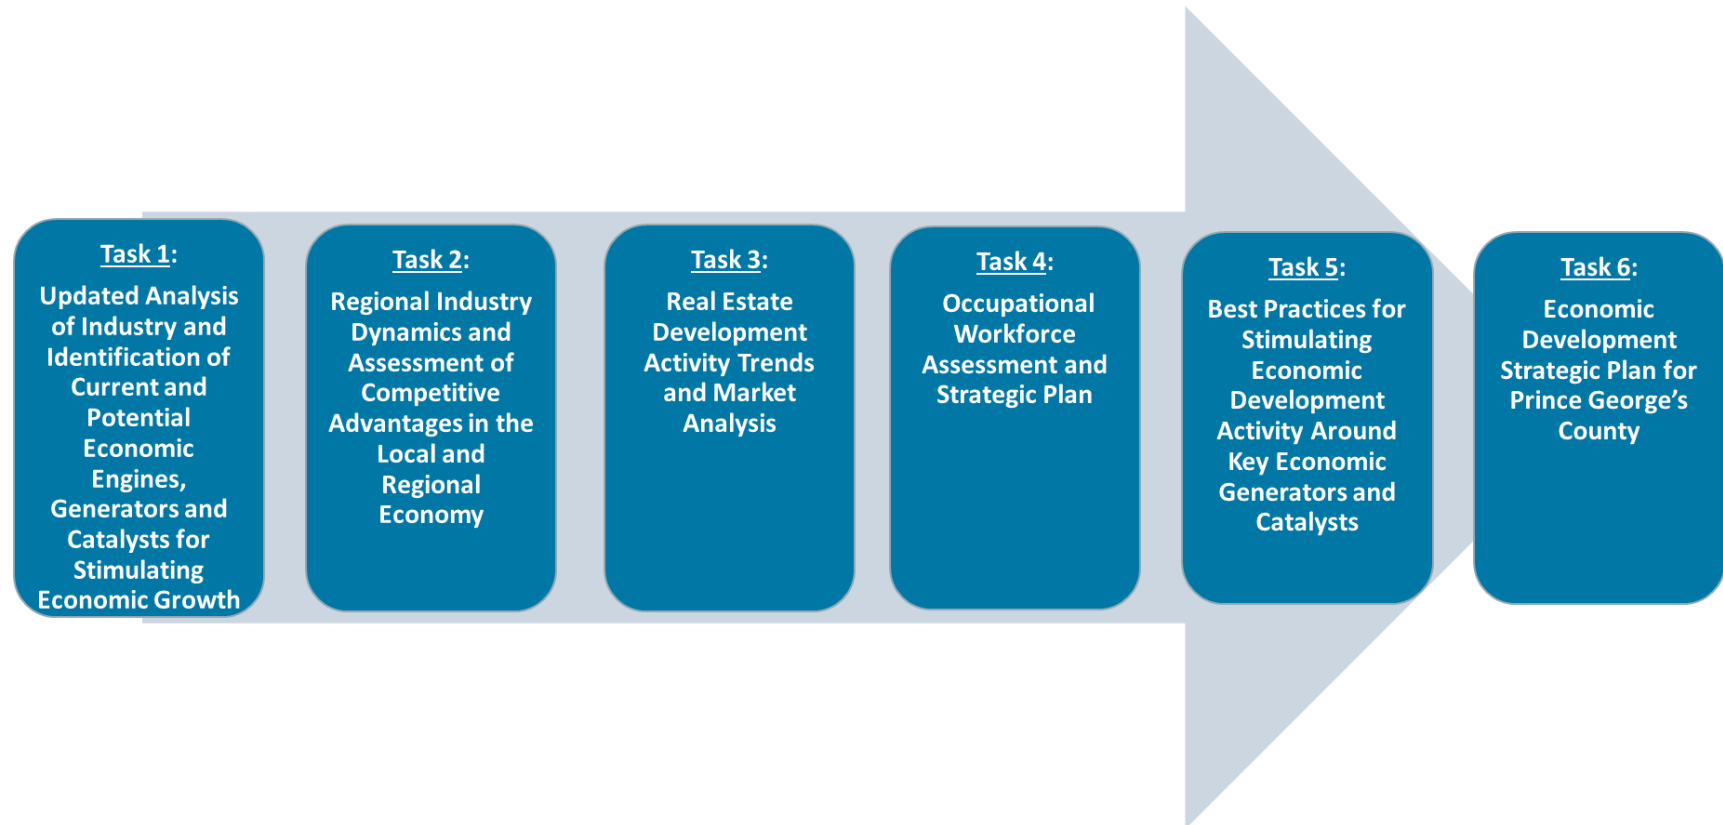 Task 1:
Updated Analysis
of Industry and
Identification of
Current and
Potential
Economic
Engines,
Generators and
Catalysts for
Stimulating
Economic Growth
Task 2:
Regional Industry
Dynamics and
Assessment of
Competitive
Advantages in the
Local and
Regional
Economy
Task 3:
Real Estate
Development
Activity Trends
and Market
Analysis
Task 4:
Occupational
Workforce
Assessment and
Strategic Plan
Task 5:
Best Practices for
Stimulating
Economic
Development
Activity Around
Key Economic
Generators and
Catalysts
Task 6:
Economic
Development
Strategic Plan for
Prince George’s
County